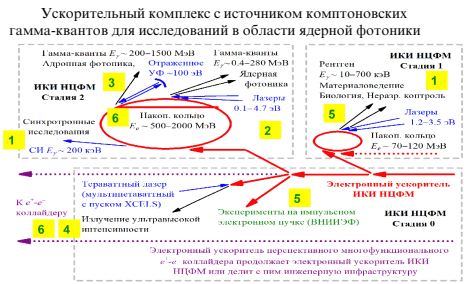 Ускорительный комплекс с источником комптоновских
гамма-квантов для исследований в области ядерной фотоники
Гамма-кванты Eγ ~ 200–1500 МэВ
Адронная фотоника,
Отраженное
УФ ~100 эВ
Гамма-кванты
Eγ ~0.4–280 МэВ
Ядерная
фотоника
3
ИКИ НЦФМ
Стадия 2
6
Лазеры
0.1– 4.7 эВ
Накоп. кольцо
Ee ~ 500–2000 МэВ
2
Синхротронные
исследования
1
СИ Eγ ~ 200 кэВ
Рентген
Eγ ~ 10–700 кэВ
Материаловедение
Биология, Неразр. контроль
ИКИ НЦФМ
Стадия 1
1
5
Лазеры
1.2–3.5 эВ
Накоп. кольцо
Ee ~ 70–120 МэВ
К e+-e-
коллайдеру
6
4
Тераваттный лазер
(мультипетаваттный
с пуском XCELS)
Излучение ультравысокой
интенсивности
5
Эксперименты на импульсном
электронном пучке (ВНИИЭФ)
Электронный ускоритель
ИКИ НЦФМ
ИКИ НЦФМ
Стадия 0
Электронный ускоритель перспективного многофункционального
e+-e- коллайдера продолжает электронный ускоритель ИКИ
НЦФМ или делит с ним инженерную инфраструктуру